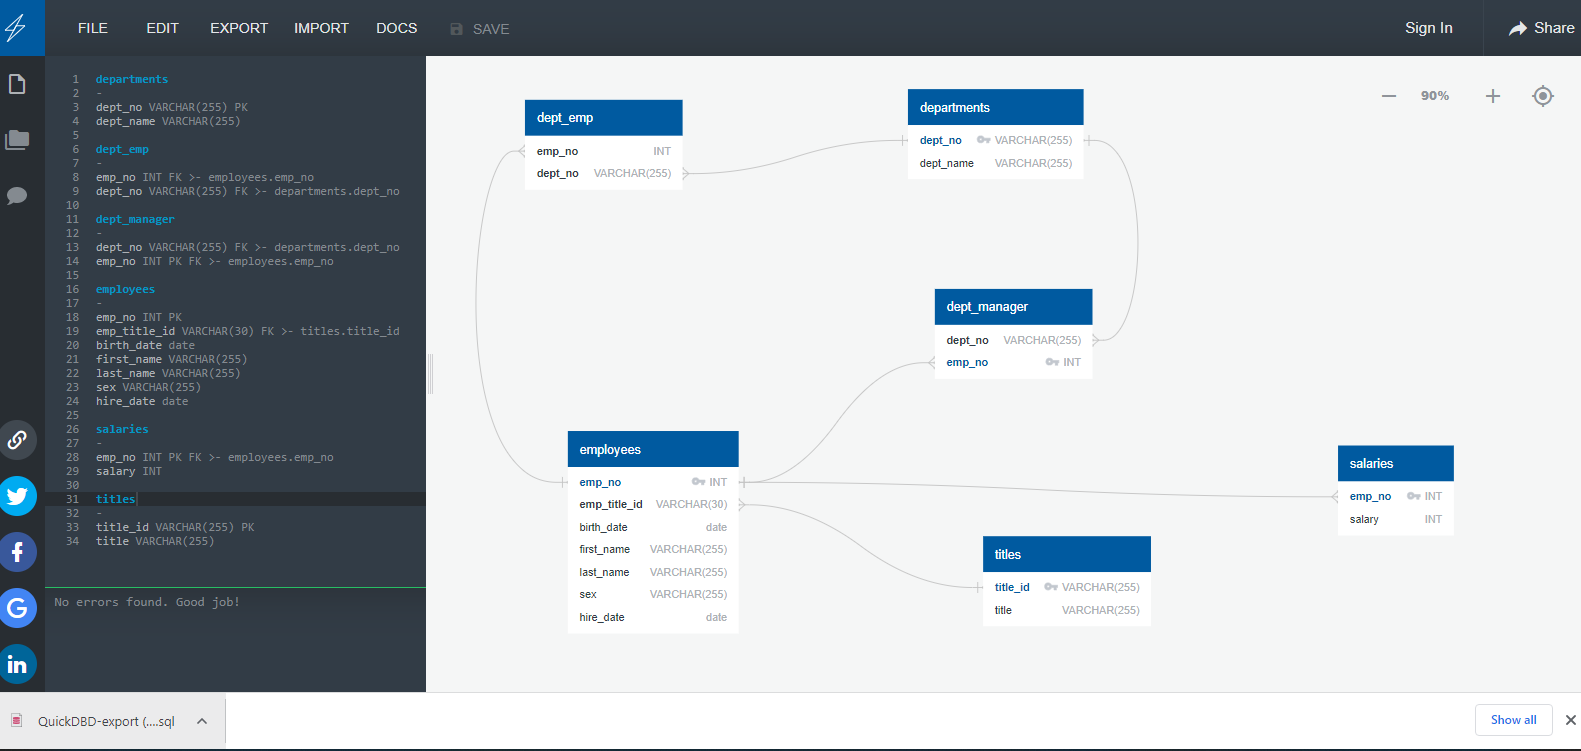 FILE EDIT EXPORT IMPORT DOCS SAVE Sign In Share
1 departments
2 -
3 dept_no VARCHAR(255) PK
4 dept_name VARCHAR(255)
5
6 dept_emp
7 -
8 emp_no INT FK >- employees.emp_no
9 dept_no VARCHAR(255) FK >- departments.dept_no
10
11 dept_manager
12 -
13 dept_no VARCHAR(255) FK >- departments.dept_no
14 emp_no INT PK FK >- employees.emp_no
15
16 employees
17 -
18 emp_no INT PK
19 emp_title_id VARCHAR(30) FK >- titles.title_id
20 birth_date date
21 first_name VARCHAR(255)
22 last_name VARCHAR(255)
23 sex VARCHAR(255)
24 hire_date date
25
26 salaries
27 -
28 emp_no INT PK FK >- employees.emp_no
29 salary INT
30
31 titles
32 -
33 title_id VARCHAR(255) PK
34 title VARCHAR(255)
No errors found. Good job!
90%
dept_emp
emp_no INT
dept_no VARCHAR(255)
departments
dept_no VARCHAR(255)
dept_name VARCHAR(255)
dept_manager
dept_no VARCHAR(255)
emp_no INT
employees
emp_no INT
emp_title_id VARCHAR(30)
birth_date date
first_name VARCHAR(255)
last_name VARCHAR(255)
sex VARCHAR(255)
hire_date date
salaries
emp_no INT
salary INT
titles
title_id VARCHAR(255)
title VARCHAR(255)
QuickDBD-export (....sql
Show all